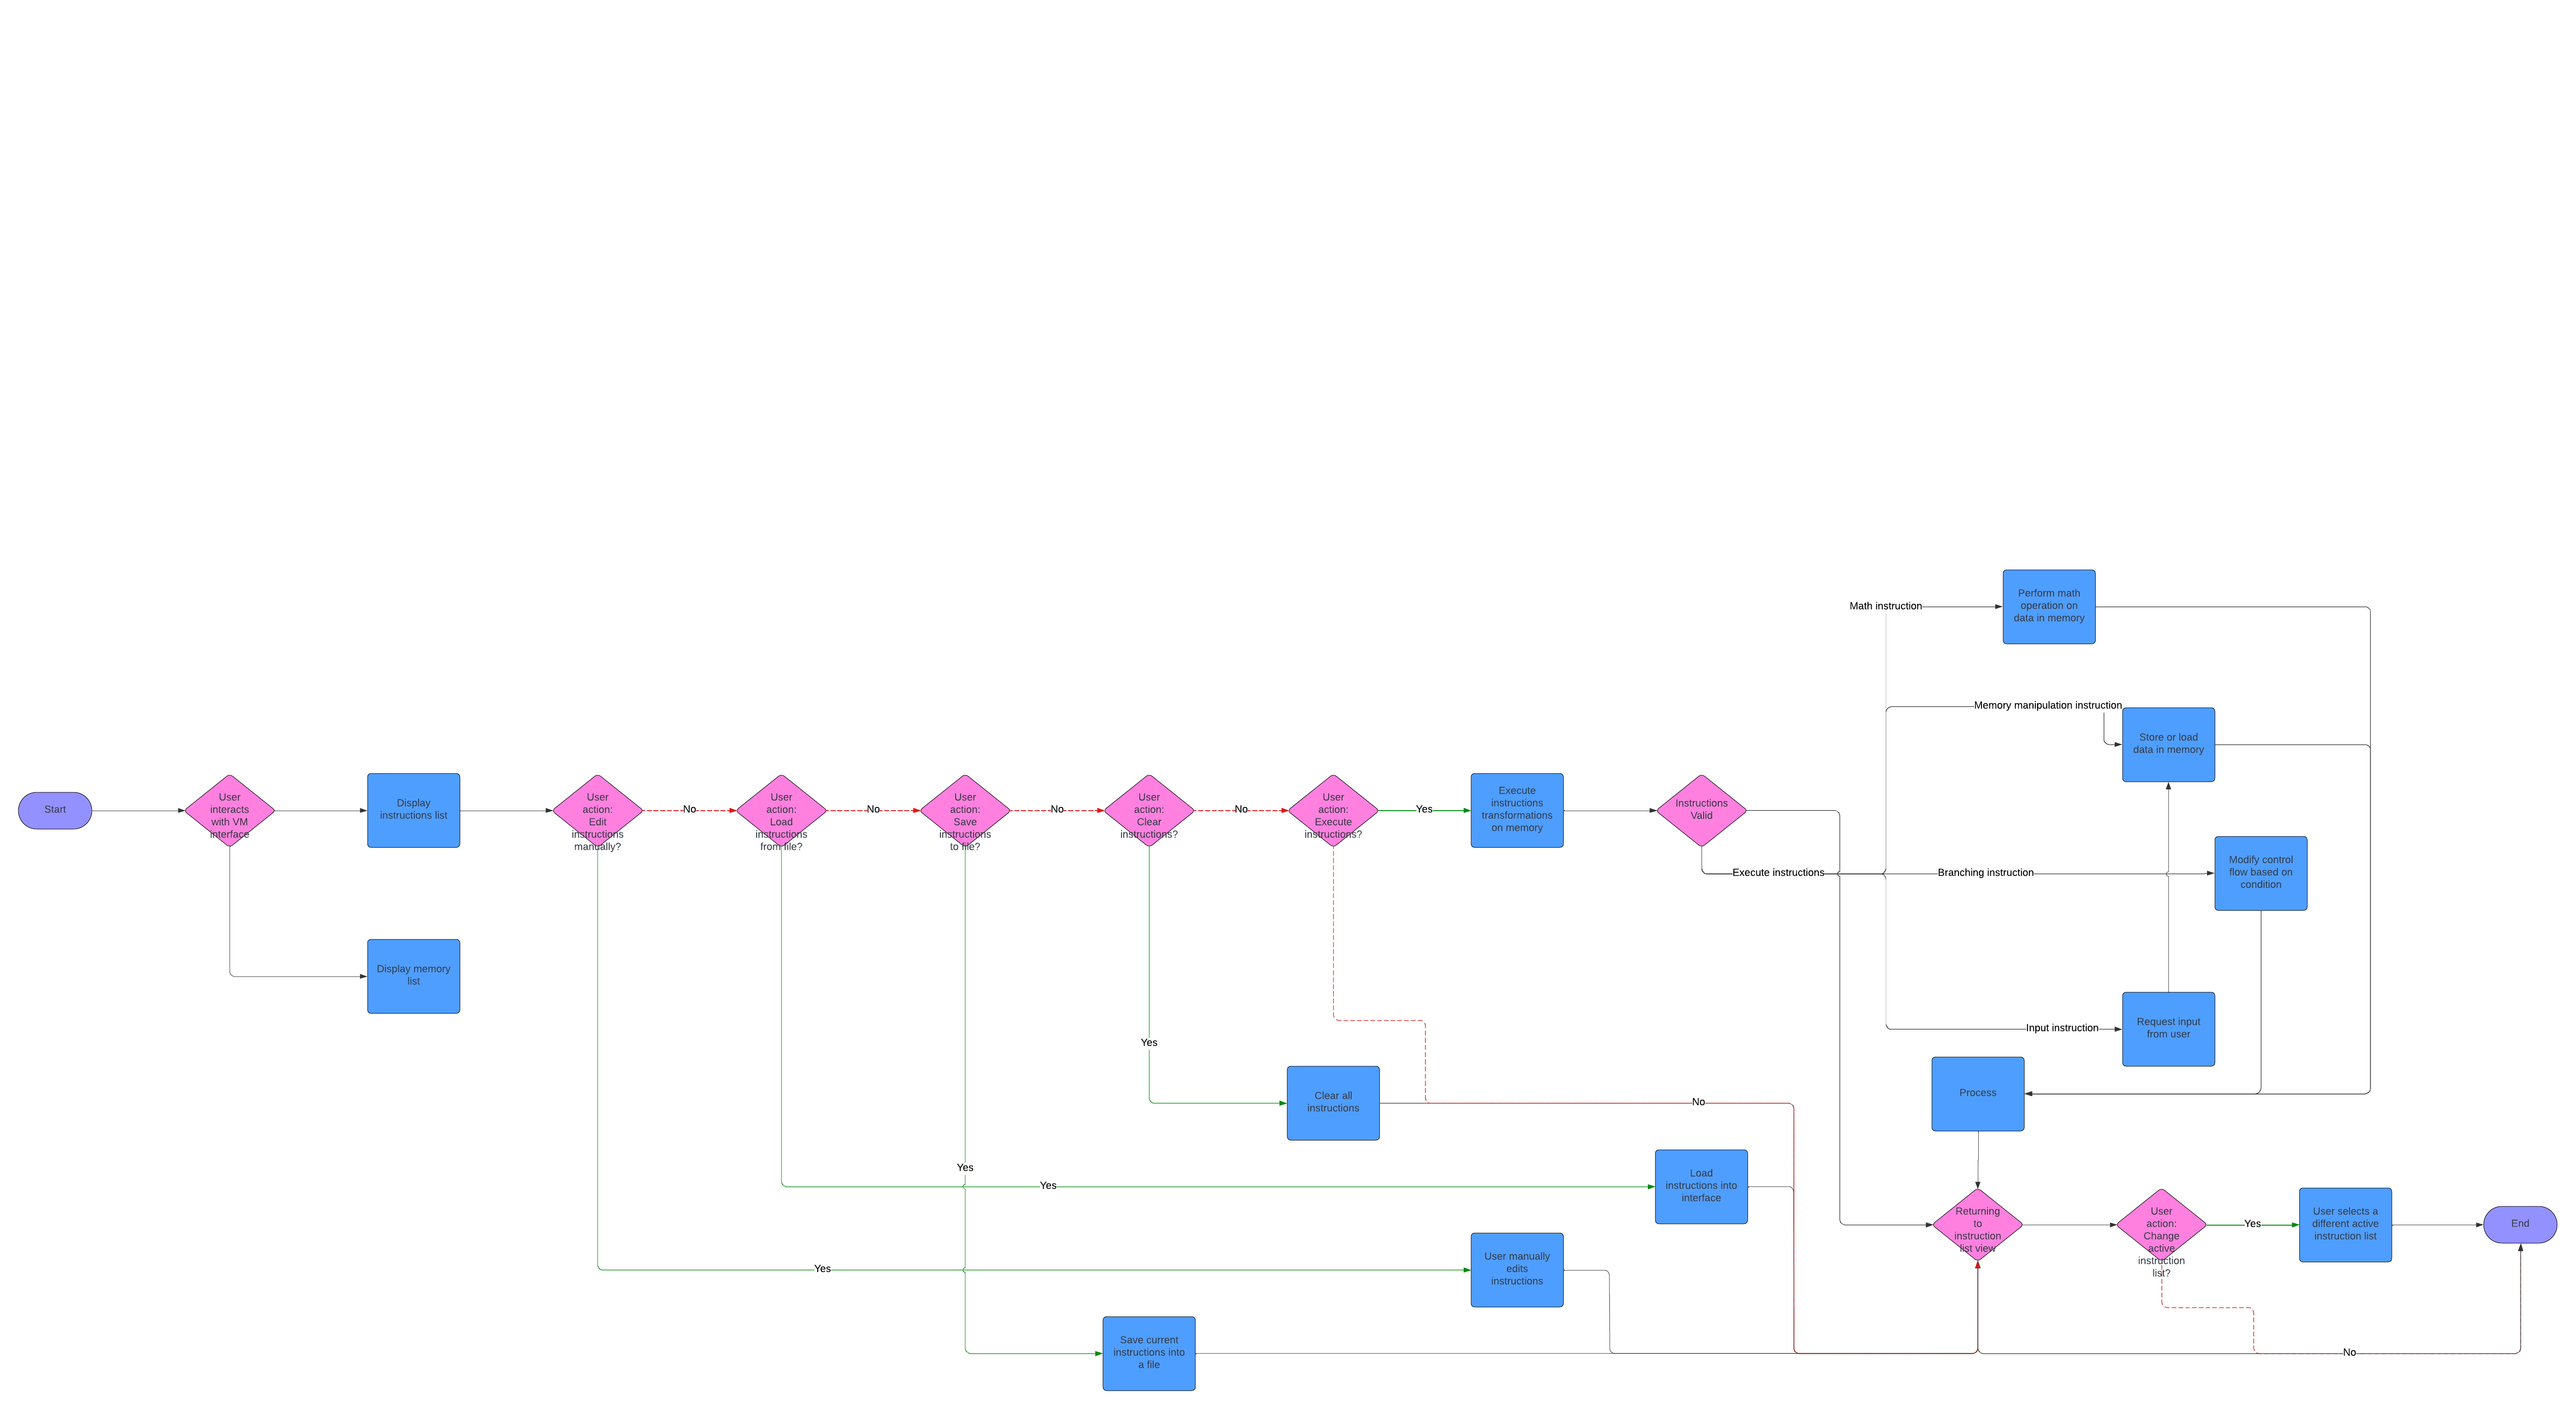 Math instruction
Perform math
operation on
data in memory
Memory manipulation instruction
Store or load
data in memory
Start
User
interacts
with VM
interface
Display
instructions list
User
action:
Edit
instructions
manually?
No
User
action:
Load
instructions
from file?
No
User
action:
Save
instructions
to file?
No
User
action:
Clear
instructions?
No
User
action:
Execute
instructions?
Yes
Execute
instructions
transformations
on memory
Instructions
Valid
Execute instructions
Branching instruction
Modify control
flow based on
condition
Display memory
list
Input instruction
Request input
from user
Yes
Clear all
instructions
No
Process
Yes
Yes
Load
instructions into
interface
Returning
to
instruction
list view
User
action:
Change
active
instruction
list?
Yes
User selects a
different active
instruction list
End
Yes
User manually
edits
instructions
Save current
instructions into
a file
No